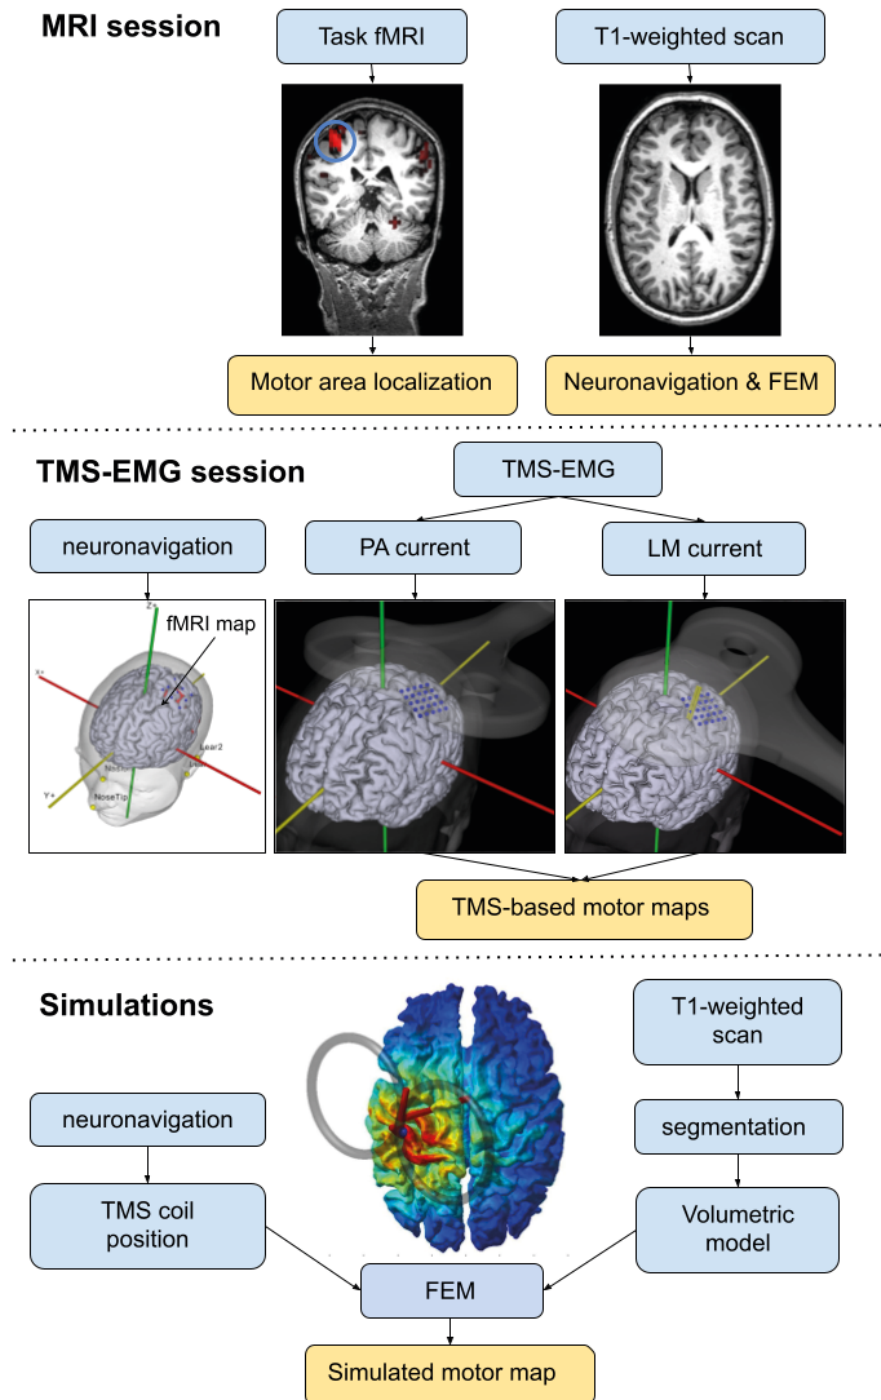 MRI session
Task fMRI
T1-weighted scan
Motor area localization
Neuronavigation & FEM
TMS-EMG session
TMS-EMG
neuronavigation
PA current
LM current
Z+
fMRI map
X+
Lear2
Y+
NoseTip
TMS-based motor maps
Simulations
T1-weighted
scan
neuronavigation
segmentation
TMS coil
position
Volumetric
model
FEM
Simulated motor map